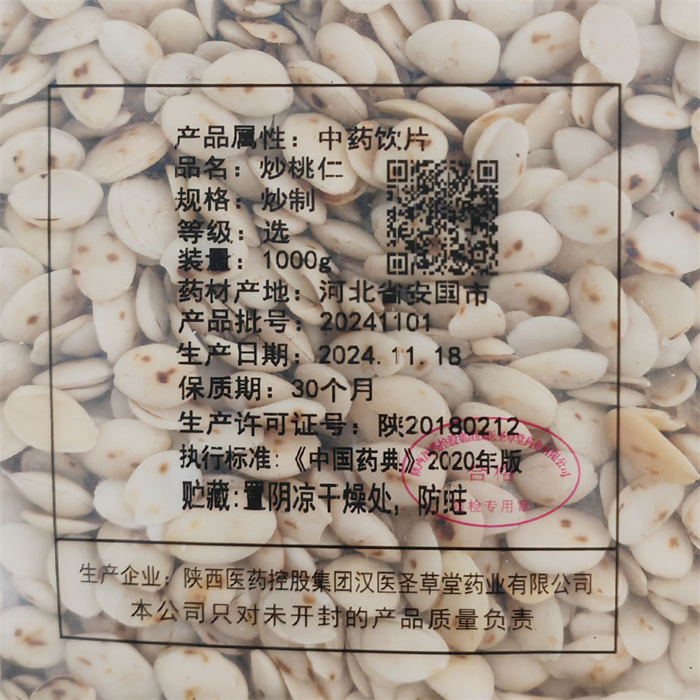 产品属性：中药饮片
品名：炒桃仁
规格：炒制
等级：选
装量：1000g
药材产地：河北省安国市
产品批号：20241101
生产日期：2024.11.18
保质期：30个月
生产许可证号：陕20180212
执行标准：《中国药典》2020年版
贮藏：置阴凉干燥处，防蛀
合格
质检专用章
生产企业：陕西医药控股集团汉医圣草堂药业有限公司
本公司只对未开封的产品质量负责